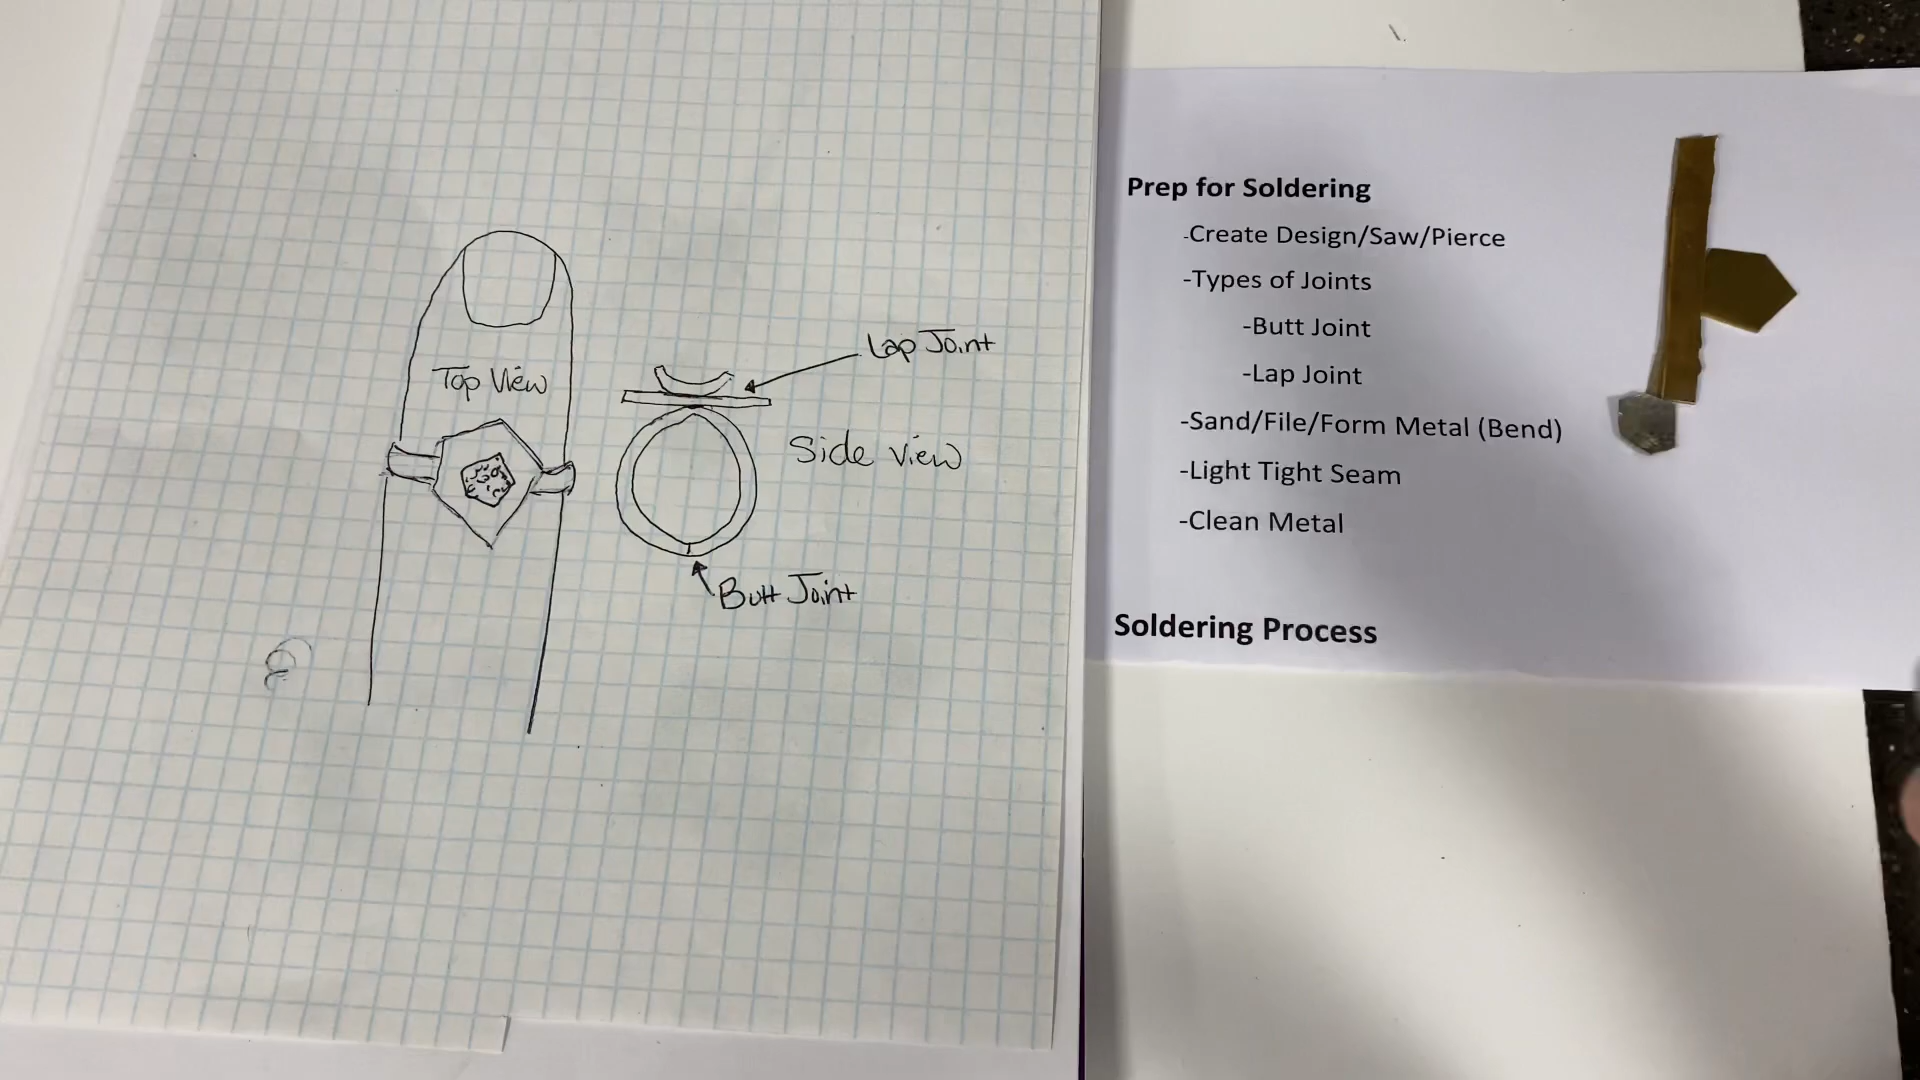 Top View
Lap Joint
Side View
Butt Joint
Prep for Soldering
-Create Design/Saw/Pierce
-Types of Joints
-Butt Joint
-Lap Joint
-Sand/File/Form Metal (Bend)
-Light Tight Seam
-Clean Metal
Soldering Process